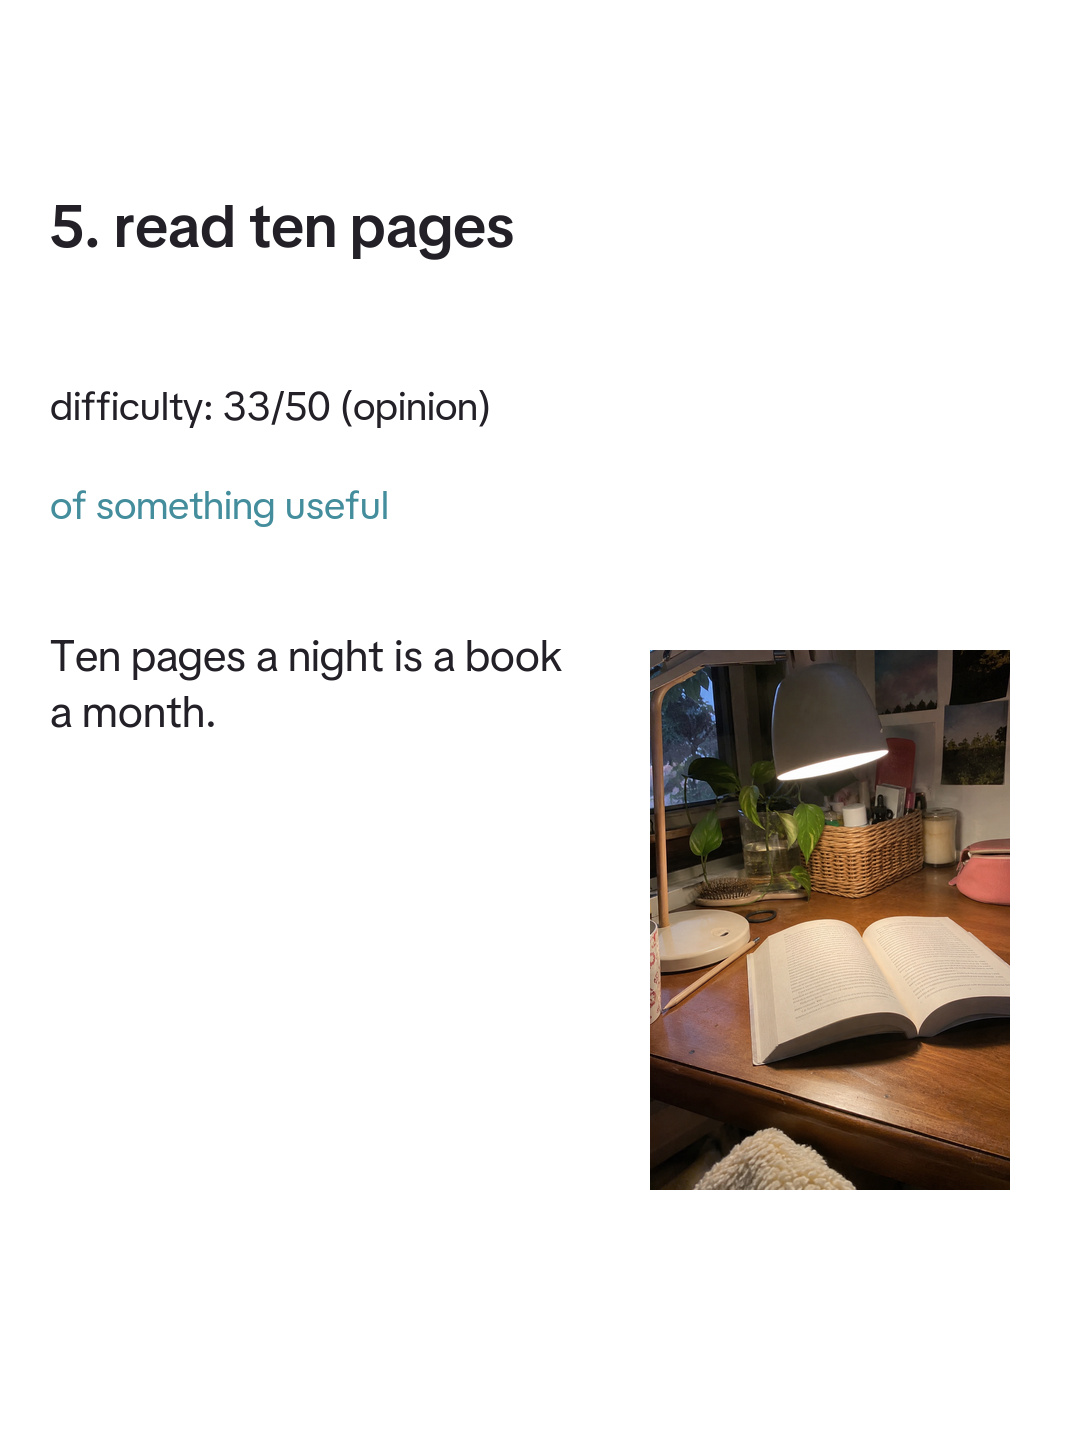 5. read ten pages
difficulty: 33/50 (opinion)
of something useful
Ten pages a night is a book
a month.